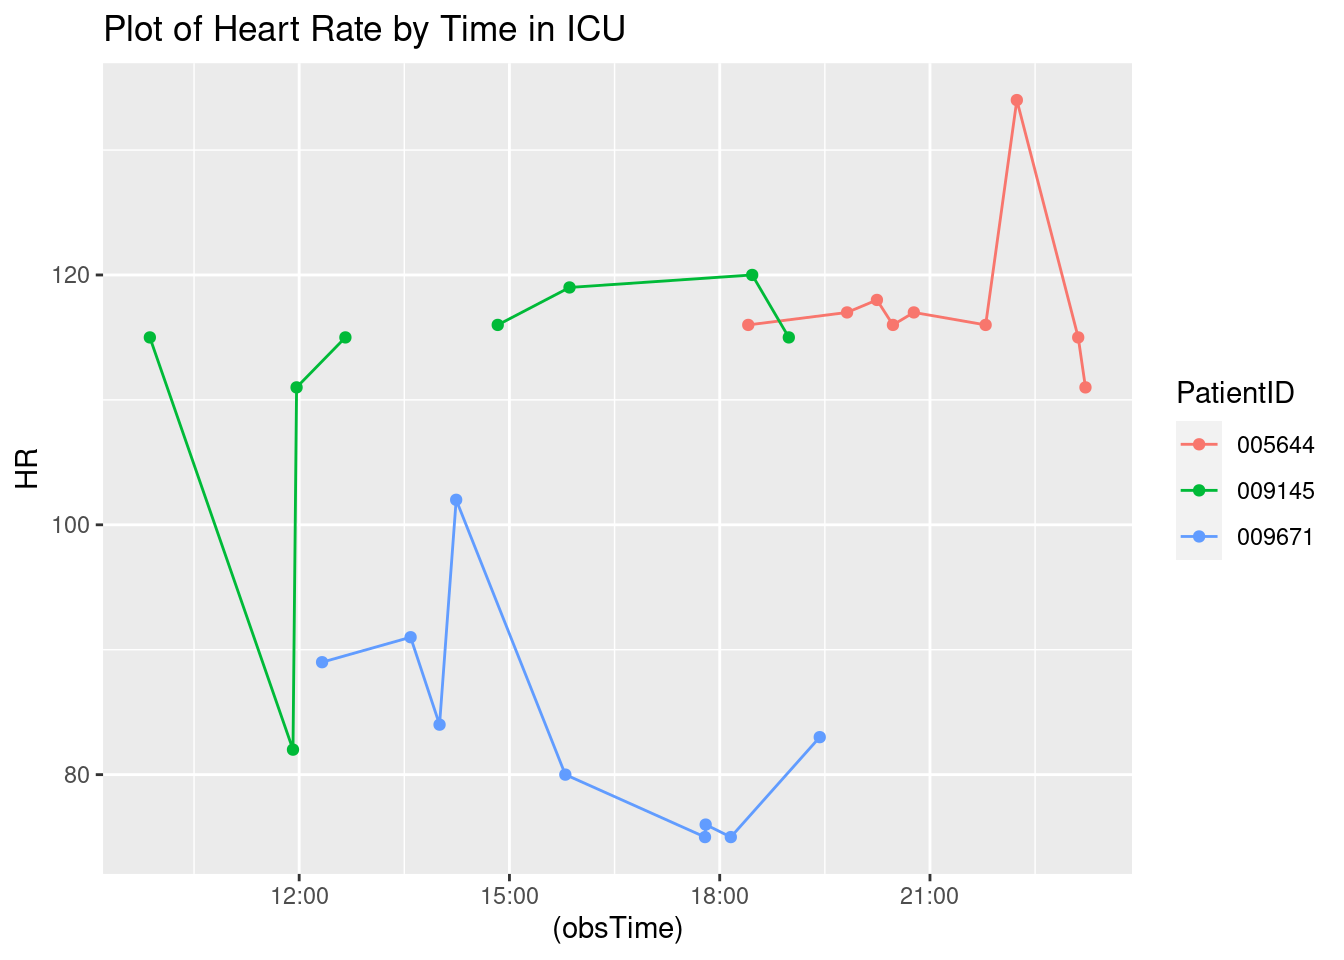 Plot of Heart Rate by Time in ICU
HR
120
100
80
12:00 15:00 18:00 21:00
(obsTime)
PatientID
005644
009145
009671